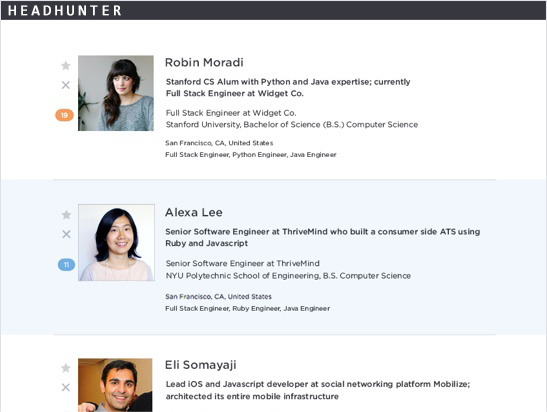 HEADHUNTER
Robin Moradi
Stanford CS Alum with Python and Java expertise; currently
Full Stack Engineer at Widget Co.
19
Full Stack Engineer at Widget Co.
Stanford University, Bachelor of Science (B.S.) Computer Science
San Francisco, CA, United States
Full Stack Engineer, Python Engineer, Java Engineer
Alexa Lee
Senior Software Engineer at ThriveMind who built a consumer side ATS using
Ruby and Javascript
11
Senior Software Engineer at ThriveMind
NYU Polytechnic School of Engineering, B.S. Computer Science
San Francisco, CA, United States
Full Stack Engineer, Ruby Engineer, Java Engineer
Eli Somayaji
Lead iOS and Javascript developer at social networking platform Mobilize;
architected its entire mobile infrastructure